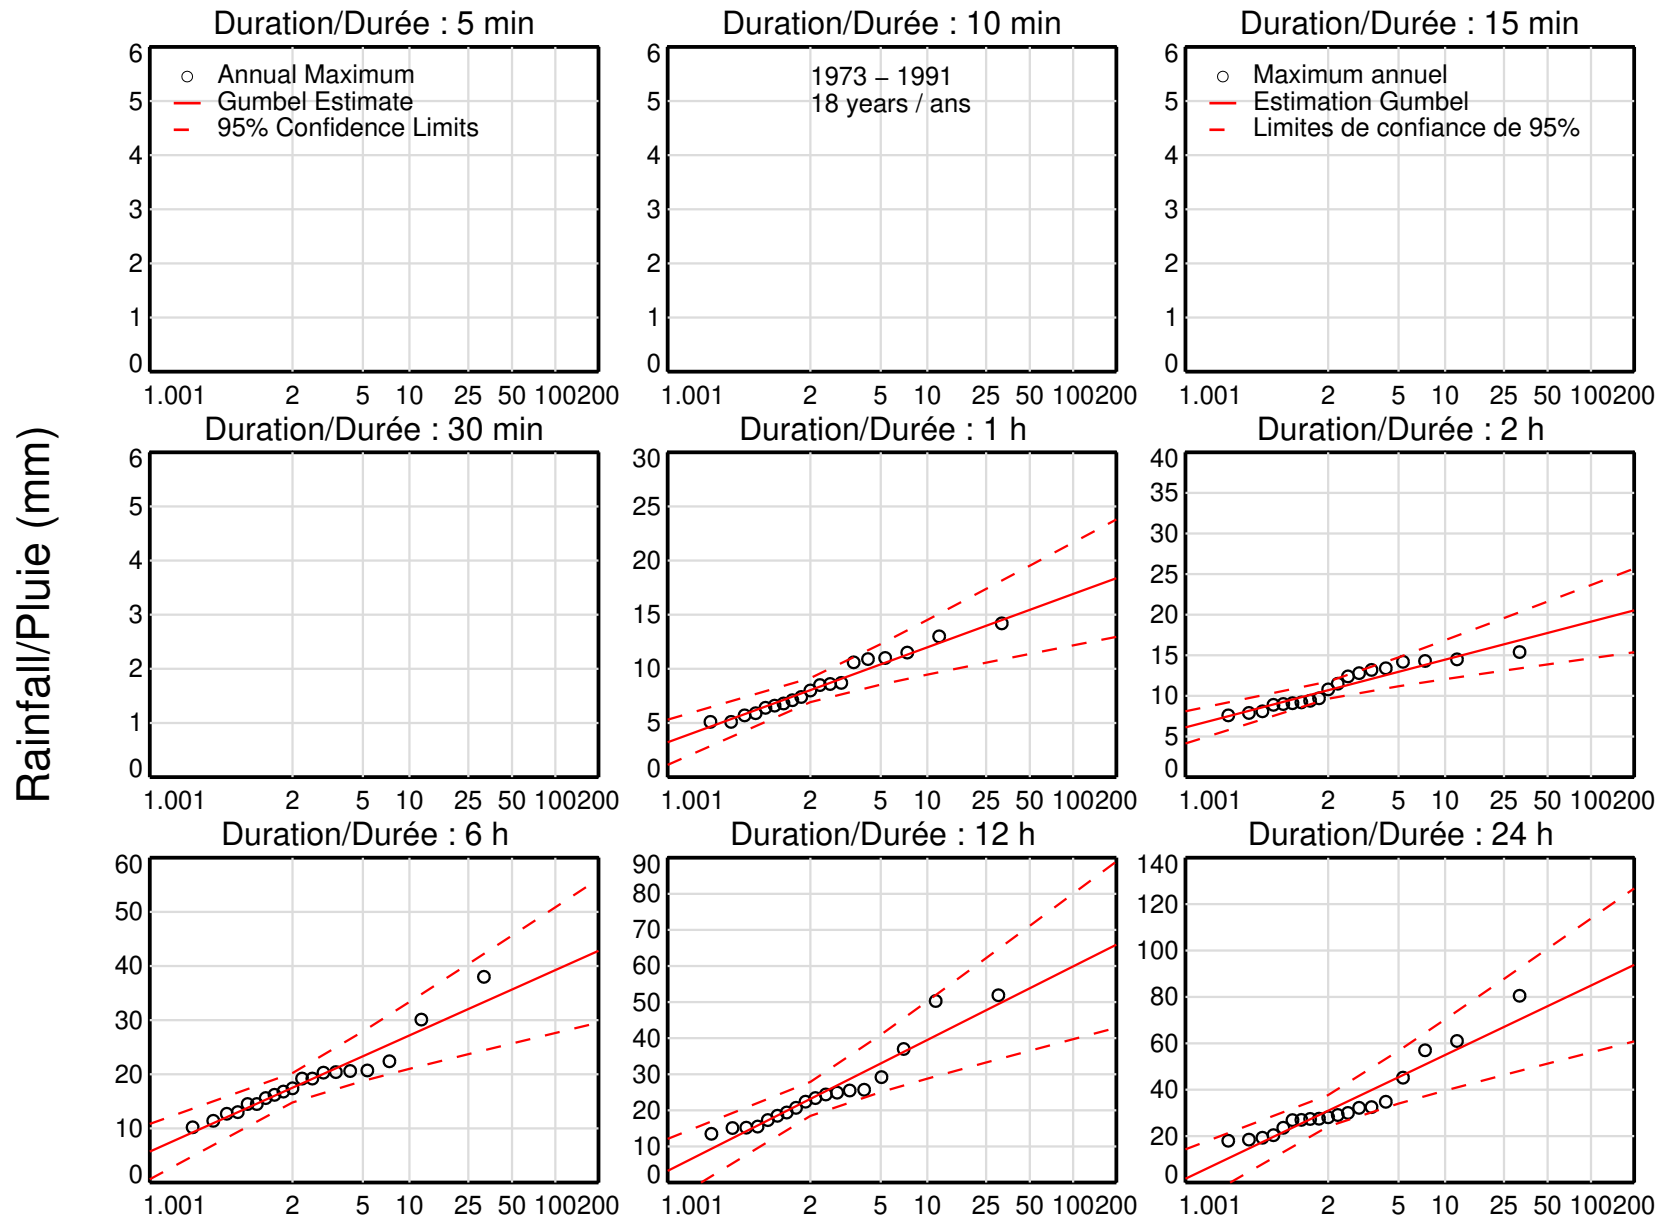 Rainfall/Pluie (mm)
Duration/Durée : 5 min
6
5
4
3
2
1
0
Annual Maximum
Gumbel Estimate
95% Confidence Limits
1.001 2 5 10 25 50 100 200
Duration/Durée : 10 min
6
5
4
3
2
1
0
1973 – 1991
18 years / ans
1.001 2 5 10 25 50 100 200
Duration/Durée : 15 min
6
5
4
3
2
1
0
Maximum annuel
Estimation Gumbel
Limites de confiance de 95%
1.001 2 5 10 25 50 100 200
Duration/Durée : 30 min
6
5
4
3
2
1
0
1.001 2 5 10 25 50 100 200
Duration/Durée : 1 h
30
25
20
15
10
5
0
1.001 2 5 10 25 50 100 200
Duration/Durée : 2 h
40
35
30
25
20
15
10
5
0
1.001 2 5 10 25 50 100 200
Duration/Durée : 6 h
60
50
40
30
20
10
0
1.001 2 5 10 25 50 100 200
Duration/Durée : 12 h
90
80
70
60
50
40
30
20
10
0
1.001 2 5 10 25 50 100 200
Duration/Durée : 24 h
140
120
100
80
60
40
20
0
1.001 2 5 10 25 50 100 200